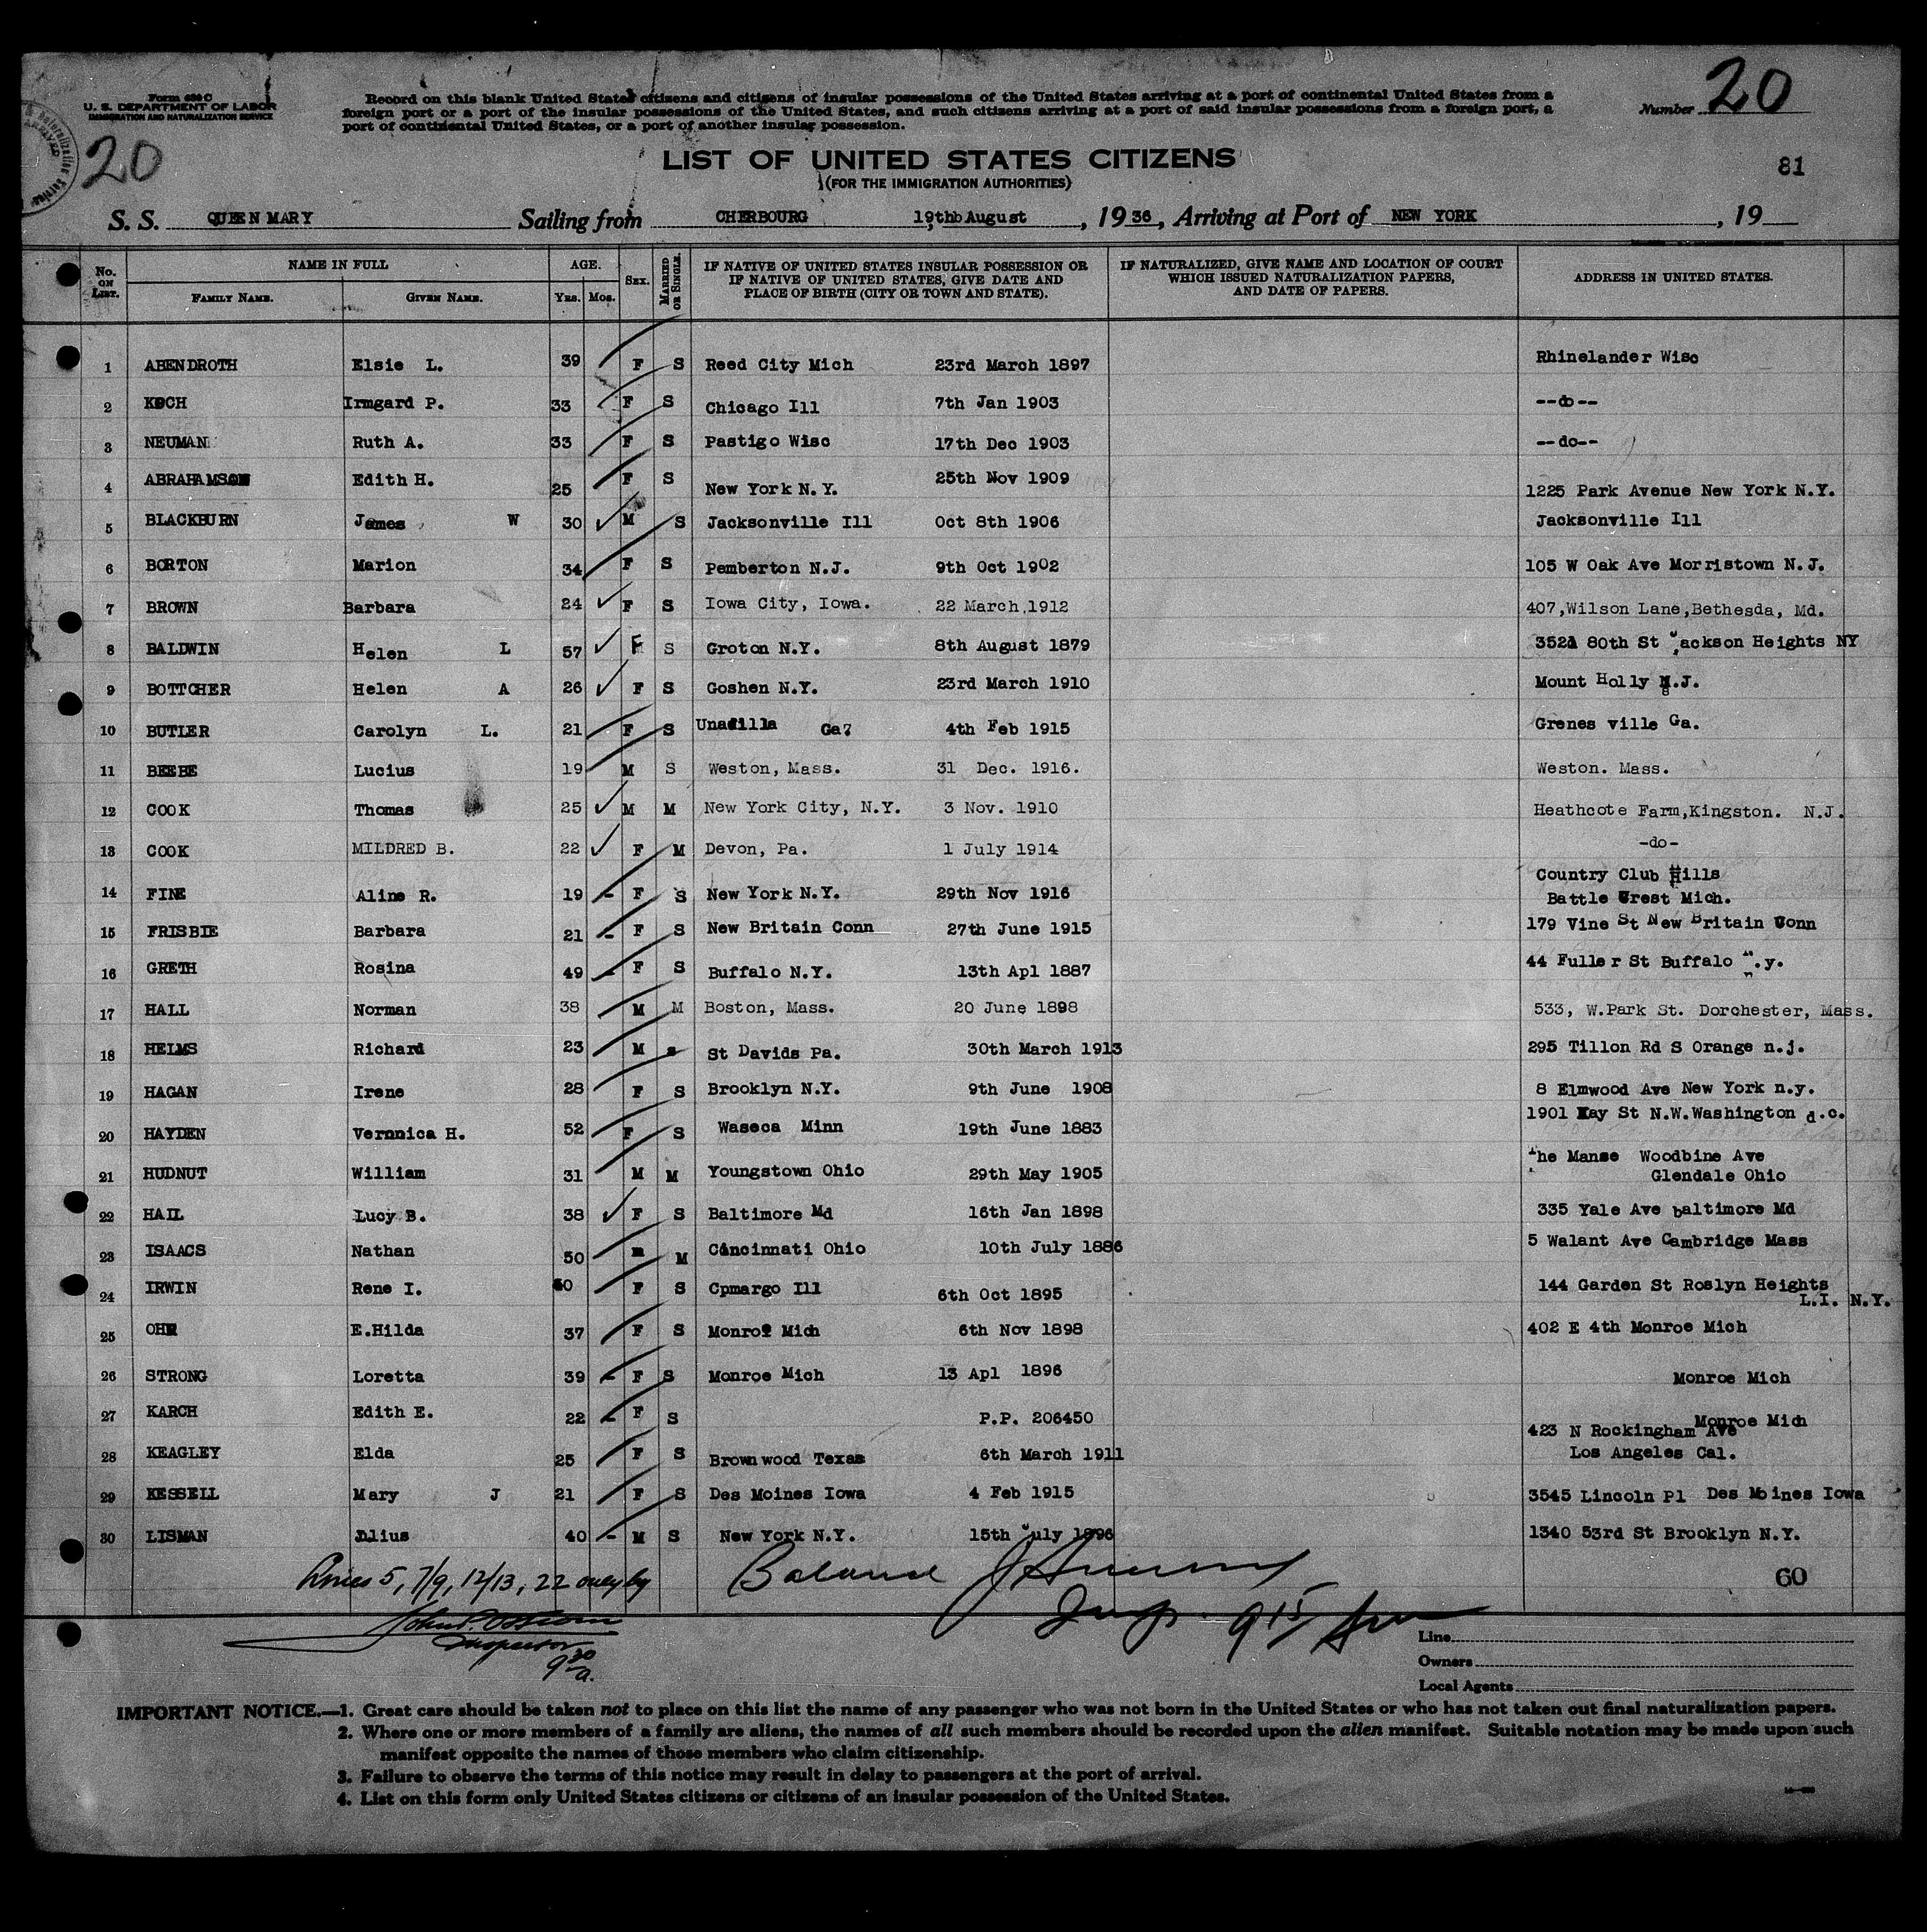 Form 630 C
U. S. DEPARTMENT OF LABOR
IMMIGRATION AND NATURALIZATION SERVICE
Record on this blank United States citizens and citizens of insular possessions of the United States arriving at a port of continental United States from a
foreign port or a port of the insular possessions of the United States, and such citizens arriving at a port of said insular possessions from a foreign port, a
port of continental United States, or a port of another insular possession.
Number 20
20
LIST OF UNITED STATES CITIZENS
(FOR THE IMMIGRATION AUTHORITIES)
81
S. S. QUEEN MARY Sailing from CHERBOURG 19thb August, 1936, Arriving at Port of NEW YORK, 19
No. ON LIST. NAME IN FULL AGE. SEX. MARRIED OR SINGLE. IF NATIVE OF UNITED STATES INSULAR POSSESSION OR IF NATIVE OF UNITED STATES, GIVE DATE AND PLACE OF BIRTH (CITY OR TOWN AND STATE). IF NATURALIZED, GIVE NAME AND LOCATION OF COURT WHICH ISSUED NATURALIZATION PAPERS, AND DATE OF PAPERS. ADDRESS IN UNITED STATES.
FAMILY NAME. GIVEN NAME. YRS. MOS.
1 ABENDROTH Elsie L. 39 F S Reed City Mich 23rd March 1897 Rhinelander Wisc
2 KOCH Irmgard P. 33 F S Chicago Ill 7th Jan 1903 --do--
3 NEUMAN Ruth A. 33 F S Pastigo Wisc 17th Dec 1903 --do--
4 ABRAHAMSON Edith H. 25 F S New York N.Y. 25th Nov 1909 1225 Park Avenue New York N.Y.
5 BLACKBURN James W 30 M S Jacksonville Ill Oct 8th 1906 Jacksonville Ill
6 BORTON Marion 34 F S Pemberton N.J. 9th Oct 1902 105 W Oak Ave Morristown N.J.
7 BROWN Barbara 24 F S Iowa City, Iowa. 22 March,1912 407,Wilson Lane,Bethesda, Md.
8 BALDWIN Helen L 57 F S Groton N.Y. 8th August 1879 3521 80th St Jackson Heights NY
9 BOTTCHER Helen A 26 F S Goshen N.Y. 23rd March 1910 Mount Holly N.J.
10 BUTLER Carolyn L. 21 F S Unadilla Ga? 4th Feb 1915 Grenes ville Ga.
11 BEEBE Lucius 19 M S Weston, Mass. 31 Dec. 1916. Weston. Mass.
12 COOK Thomas 25 M M New York City, N.Y. 3 Nov. 1910 Heathcote Farm,Kingston. N.J.
13 COOK MILDRED B. 22 F M Devon, Pa. 1 July 1914 -do-
14 FINE Aline R. 19 - F S New York N.Y. 29th Nov 1916 Country Club Hills
Battle Crest Mich.
15 FRISBIE Barbara 21 - F S New Britain Conn 27th June 1915 179 Vine St New Britain Conn
16 GRETH Rosina 49 - F S Buffalo N.Y. 13th Apl 1887 44 Fuller St Buffalo N.y.
17 HALL Norman 38 M M Boston, Mass. 20 June 1898 533, W.Park St. Dorchester, Mass.
18 HELMS Richard 23 M s St Davids Pa. 30th March 1913 295 Tillon Rd S Orange n.j.
19 HAGAN Irene 28 F S Brooklyn N.Y. 9th June 1908 8 Elmwood Ave New York n.y.
20 HAYDEN Vernnica H. 52 F S Waseca Minn 19th June 1883 1901 Kay St N.W.Washington d.c.
21 HUDNUT William 31 M M Youngstown Ohio 29th May 1905 The Manse Woodbine Ave
Glendale Ohio
22 HAIL Lucy B. 38 F S Baltimore Md 16th Jan 1898 335 Yale Ave baltimore Md
23 ISAACS Nathan 50 m M Cincinnati Ohio 10th July 1886 5 Walant Ave Cambridge Mass
24 IRWIN Rene I. 40 F S Cpmargo Ill 6th Oct 1895 144 Garden St Roslyn Heights
L.I. N.Y.
25 OHR E.Hilda 37 F S Monroe Mich 6th Nov 1898 402 E 4th Monroe Mich
26 STRONG Loretta 39 - F S Monroe Mich 13 Apl 1896 Monroe Mich
27 KARCH Edith E. 22 - F S P.P. 206450 Monroe Mich
28 KEAGLEY Elda 25 F S Brownwood Texas 6th March 1911 423 N Rockingham Ave
Los Angeles Cal.
29 KESSELL Mary J 21 F S Des Moines Iowa 4 Feb 1915 3545 Lincoln Pl Des Moines Iowa
30 LISMAN Julius 40 - M S New York N.Y. 15th July 1896 1340 53rd St Brooklyn N.Y.
Lines 5, 7/9, 12/13, 22 only by
Balance
60
Inspector
9 30 a.
Insp. 9 15
Line
Owners
Local Agents
IMPORTANT NOTICE.—1. Great care should be taken not to place on this list the name of any passenger who was not born in the United States or who has not taken out final naturalization papers.
2. Where one or more members of a family are aliens, the names of all such members should be recorded upon the alien manifest. Suitable notation may be made upon such
manifest opposite the names of those members who claim citizenship.
3. Failure to observe the terms of this notice may result in delay to passengers at the port of arrival.
4. List on this form only United States citizens or citizens of an insular possession of the United States.